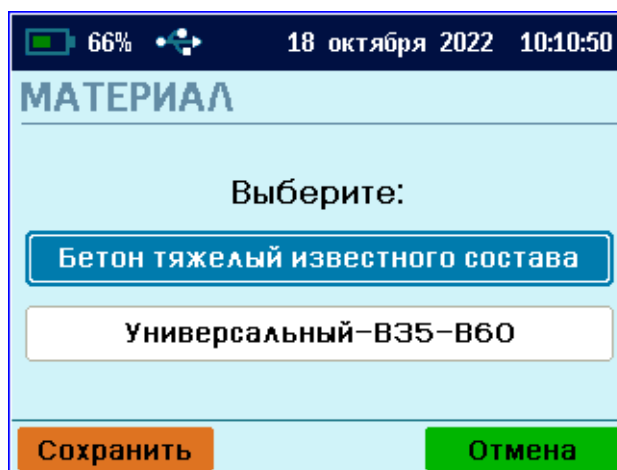 66% 18 октября 2022 10:10:50
МАТЕРИАЛ
Выберите:
Бетон тяжелый известного состава
Универсальный-В35-В60
Сохранить Отмена